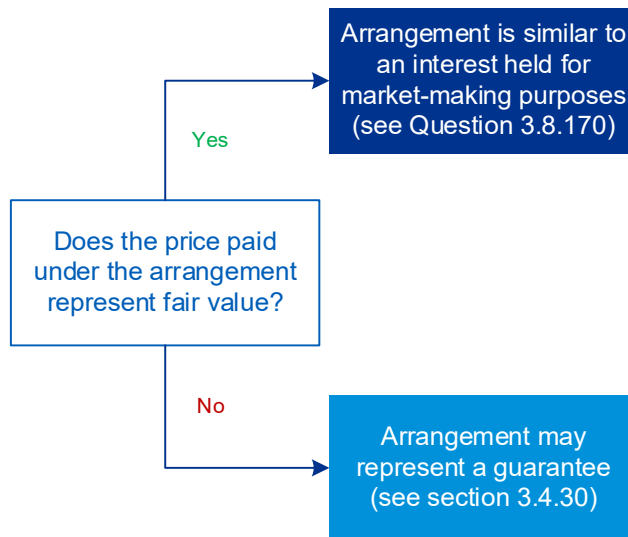 Arrangement is similar to
an interest held for
market-making purposes
(see Question 3.8.170)
Yes
Does the price paid
under the arrangement
represent fair value?
No
Arrangement may
represent a guarantee
(see section 3.4.30)